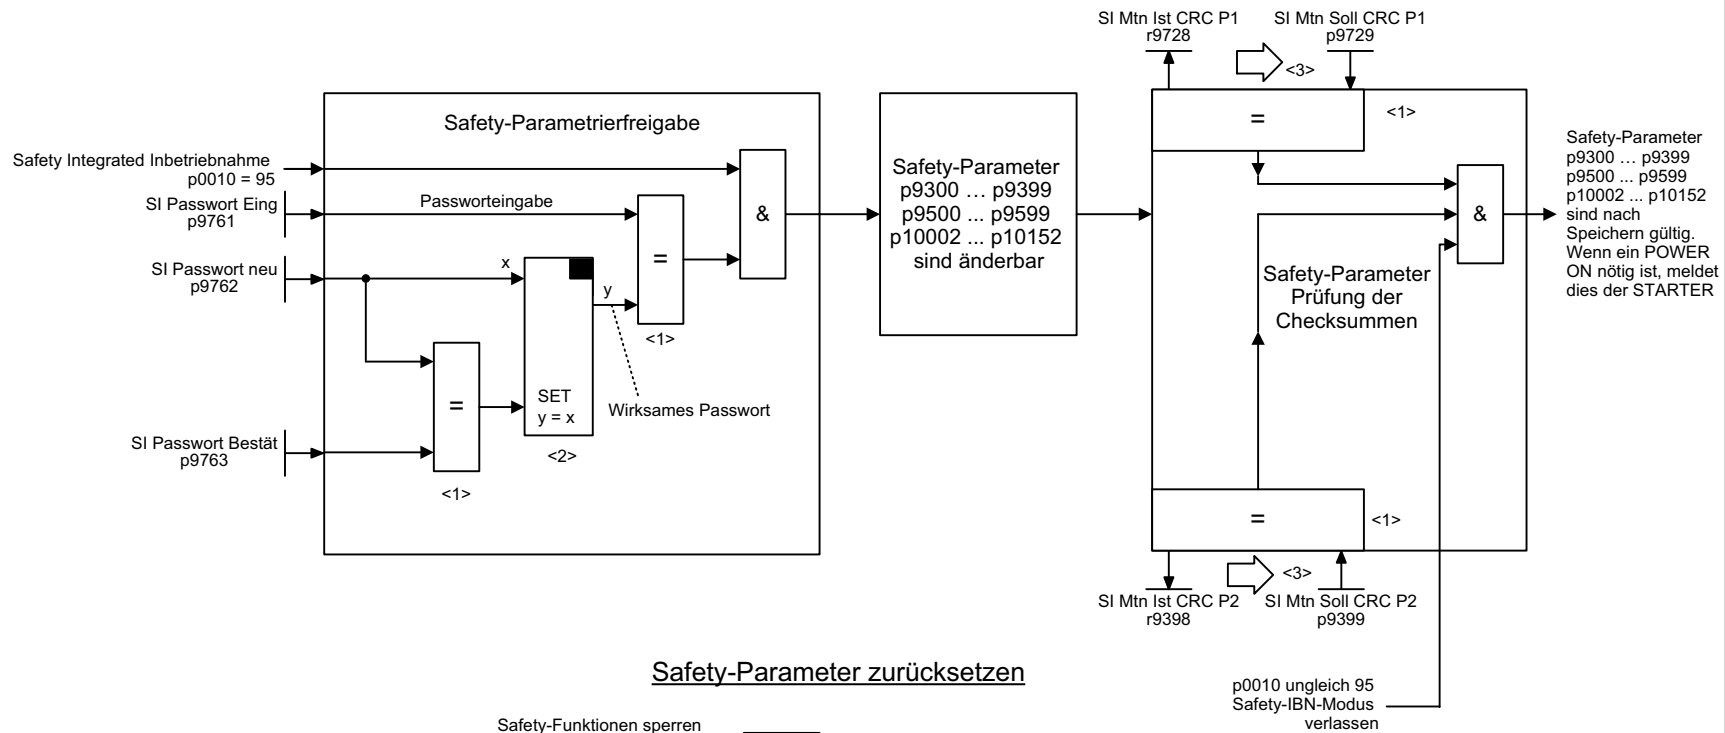 SI Mtn Ist CRC P1
r9728
SI Mtn Soll CRC P1
p9729
<3>
Safety-Parametrierfreigabe
=
<1>
Safety Integrated Inbetriebnahme
p0010 = 95
SI Passwort Eing
p9761
Passworteingabe
SI Passwort neu
p9762
x
y
=
<1>
&
SET
y = x
<2>
Wirksames Passwort
=
<1>
SI Passwort Bestät
p9763
Safety-Parameter
p9300 … p9399
p9500 ... p9599
p10002 ... p10152
sind änderbar
Safety-Parameter
Prüfung der
Checksummen
&
Safety-Parameter
p9300 … p9399
p9500 ... p9599
p10002 ... p10152
sind nach
Speichern gültig.
Wenn ein POWER
ON nötig ist, meldet
dies der STARTER
=
<1>
<3>
SI Mtn Ist CRC P2
r9398
SI Mtn Soll CRC P2
p9399
Safety-Parameter zurücksetzen
p0010 ungleich 95
Safety-IBN-Modus
verlassen
Safety-Funktionen sperren